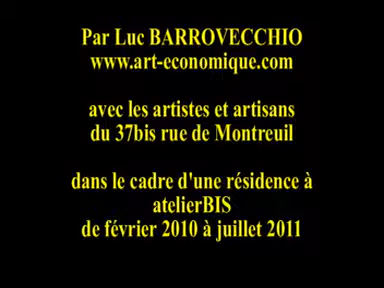 Par Luc BARROVECCHIO
www.art-economique.com
avec les artistes et artisans
du 37bis rue de Montreuil
dans le cadre d'une résidence à
atelierBIS
de février 2010 à juillet 2011